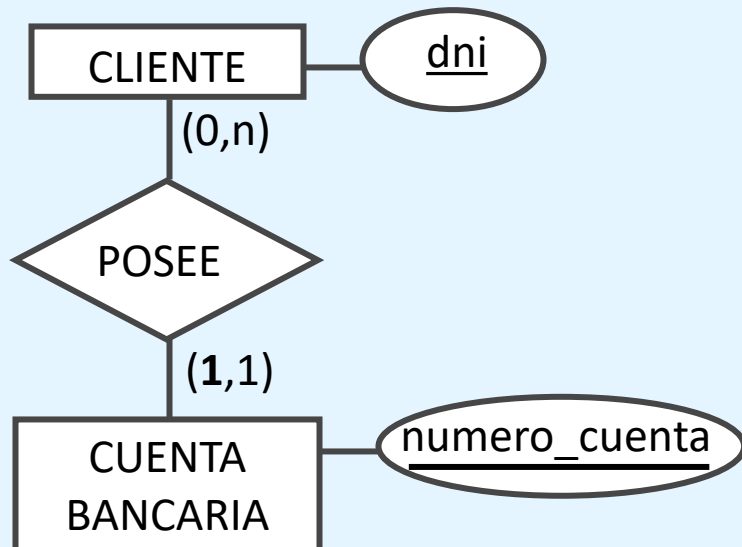 CLIENTE
dni
(0,n)
POSEE
(1,1)
CUENTA
BANCARIA
numero_cuenta